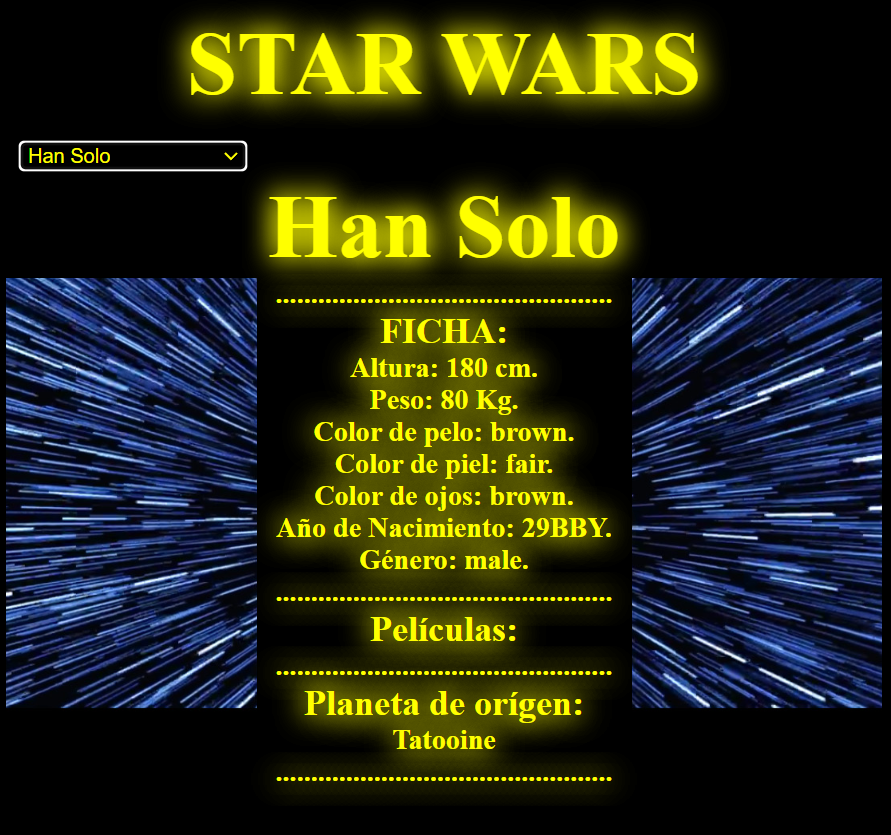 STAR WARS
Han Solo
Han Solo
................................................
FICHA:
Altura: 180 cm.
Peso: 80 Kg.
Color de pelo: brown.
Color de piel: fair.
Color de ojos: brown.
Año de Nacimiento: 29BBY.
Género: male.
................................................
Películas:
................................................
Planeta de orígen:
Tatooine
................................................